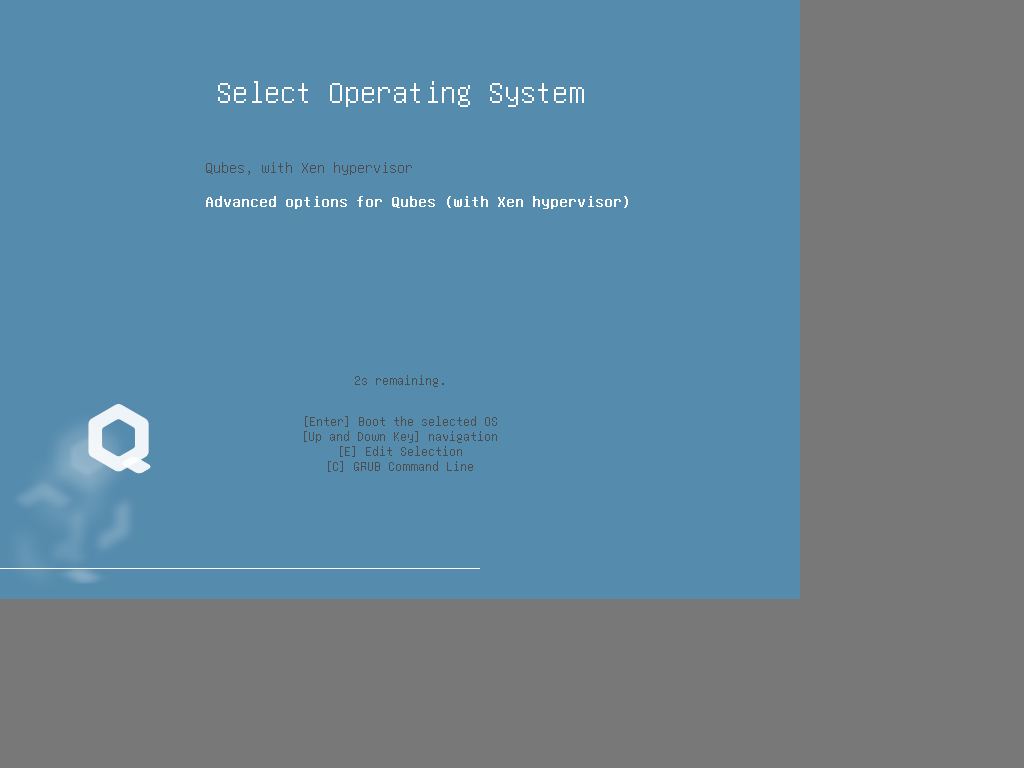 Select Operating System
Qubes, with Xen hypervisor
Advanced options for Qubes (with Xen hypervisor)
2s remaining.
[Enter] Boot the selected OS
[Up and Down Key] navigation
[E] Edit Selection
[C] GRUB Command Line